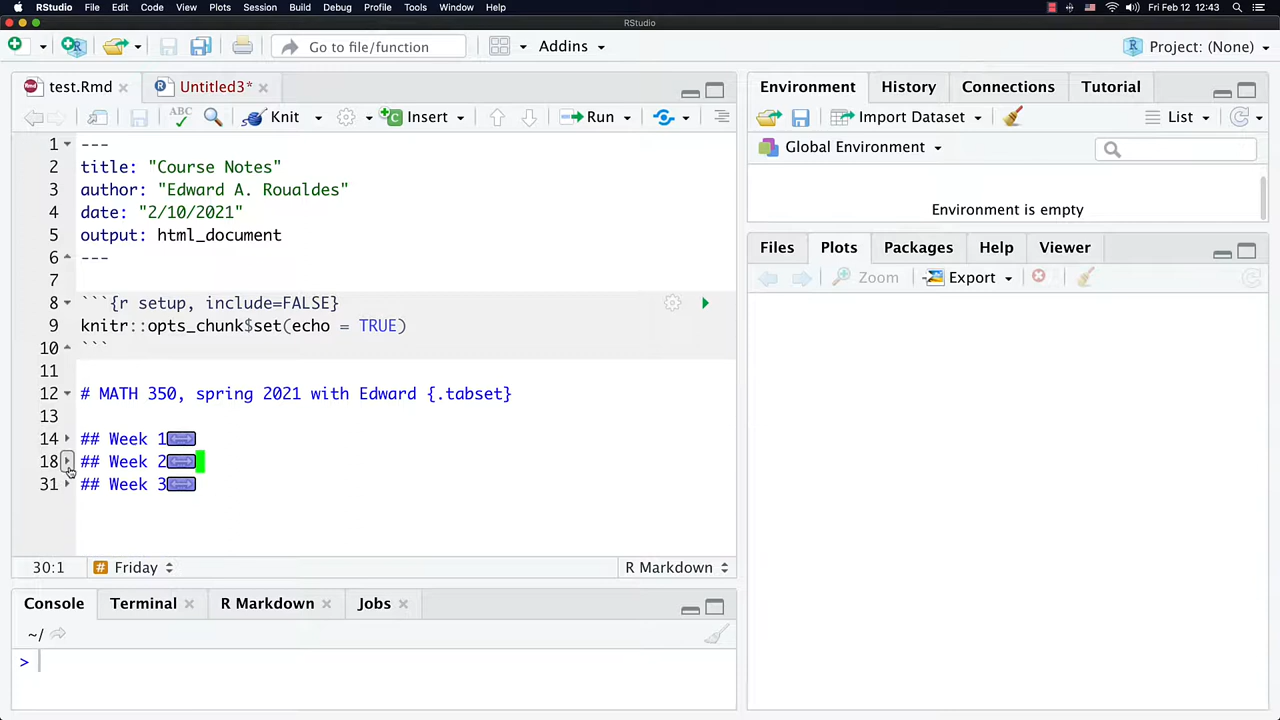 RStudio File Edit Code View Plots Session Build Debug Profile Tools Window Help Fri Feb 12 12:43
RStudio
Go to file/function Addins Project: (None)
test.Rmd Untitled3*
ABC Knit Insert Run
1 ---
2 title: "Course Notes"
3 author: "Edward A. Roualdes"
4 date: "2/10/2021"
5 output: html_document
6 ---
7
8 ```{r setup, include=FALSE}
9 knitr::opts_chunk$set(echo = TRUE)
10 ```
11
12 # MATH 350, spring 2021 with Edward {.tabset}
13
14 ## Week 1
18 ## Week 2
31 ## Week 3
30:1 # Friday R Markdown
Console Terminal R Markdown Jobs
~/
>
Environment History Connections Tutorial
Import Dataset List
Global Environment
Environment is empty
Files Plots Packages Help Viewer
Zoom Export